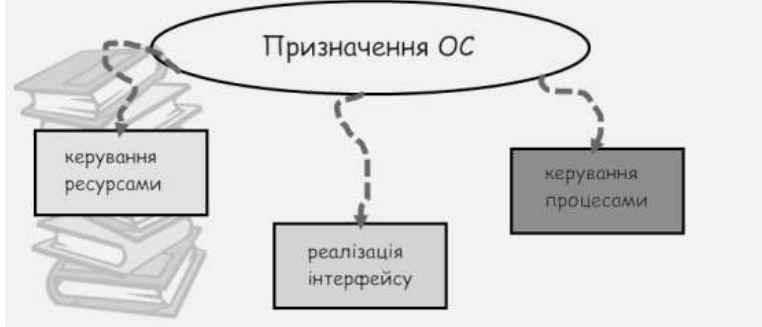 Призначення ОС
керування
ресурсами
реалізація
інтерфейсу
керування
процесами